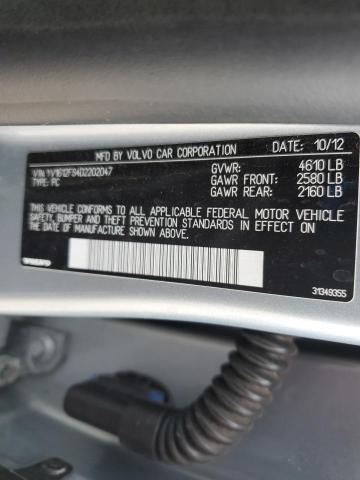 MFD BY VOLVO CAR CORPORATION DATE: 10/12
VIN: YV1612FS4D2202047 GVWR: 4610 LB
TYPE: PC GAWR FRONT: 2580 LB
GAWR REAR: 2160 LB
THIS VEHICLE CONFORMS TO ALL APPLICABLE FEDERAL MOTOR VEHICLE
SAFETY, BUMPER AND THEFT PREVENTION STANDARDS IN EFFECT ON
THE DATE OF MANUFACTURE SHOWN ABOVE.
VOLVO 31349355